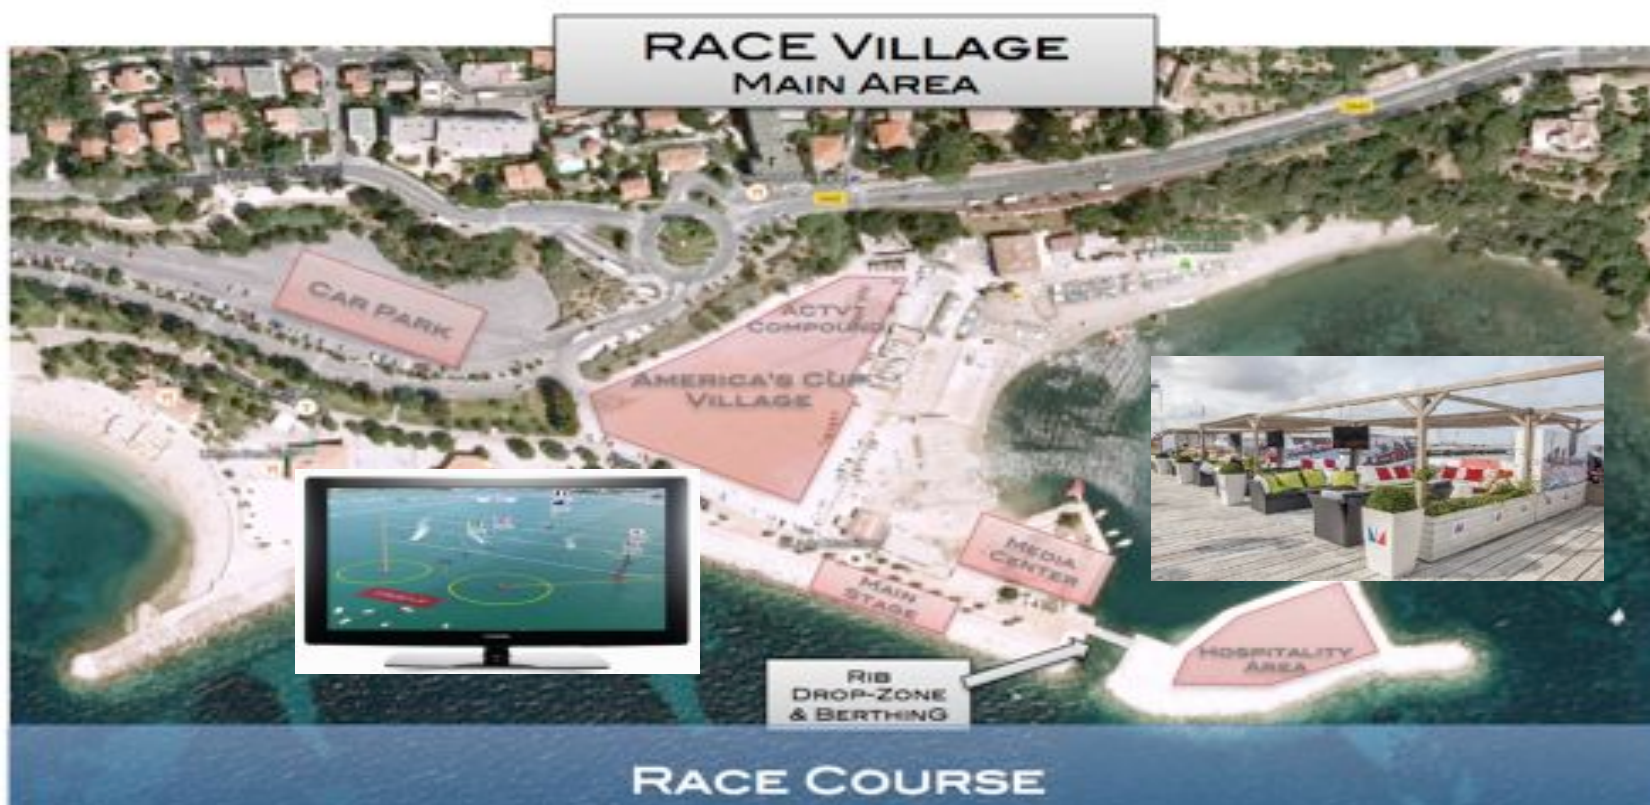 RACE VILLAGE
MAIN AREA
CAR PARK
ACTV
COMPOUND
AMERICA'S CUP
VILLAGE
MEDIA
CENTER
MAIN
STAGE
HOSPITALITY
AREA
RIB
DROP-ZONE
& BERTHING
RACE COURSE